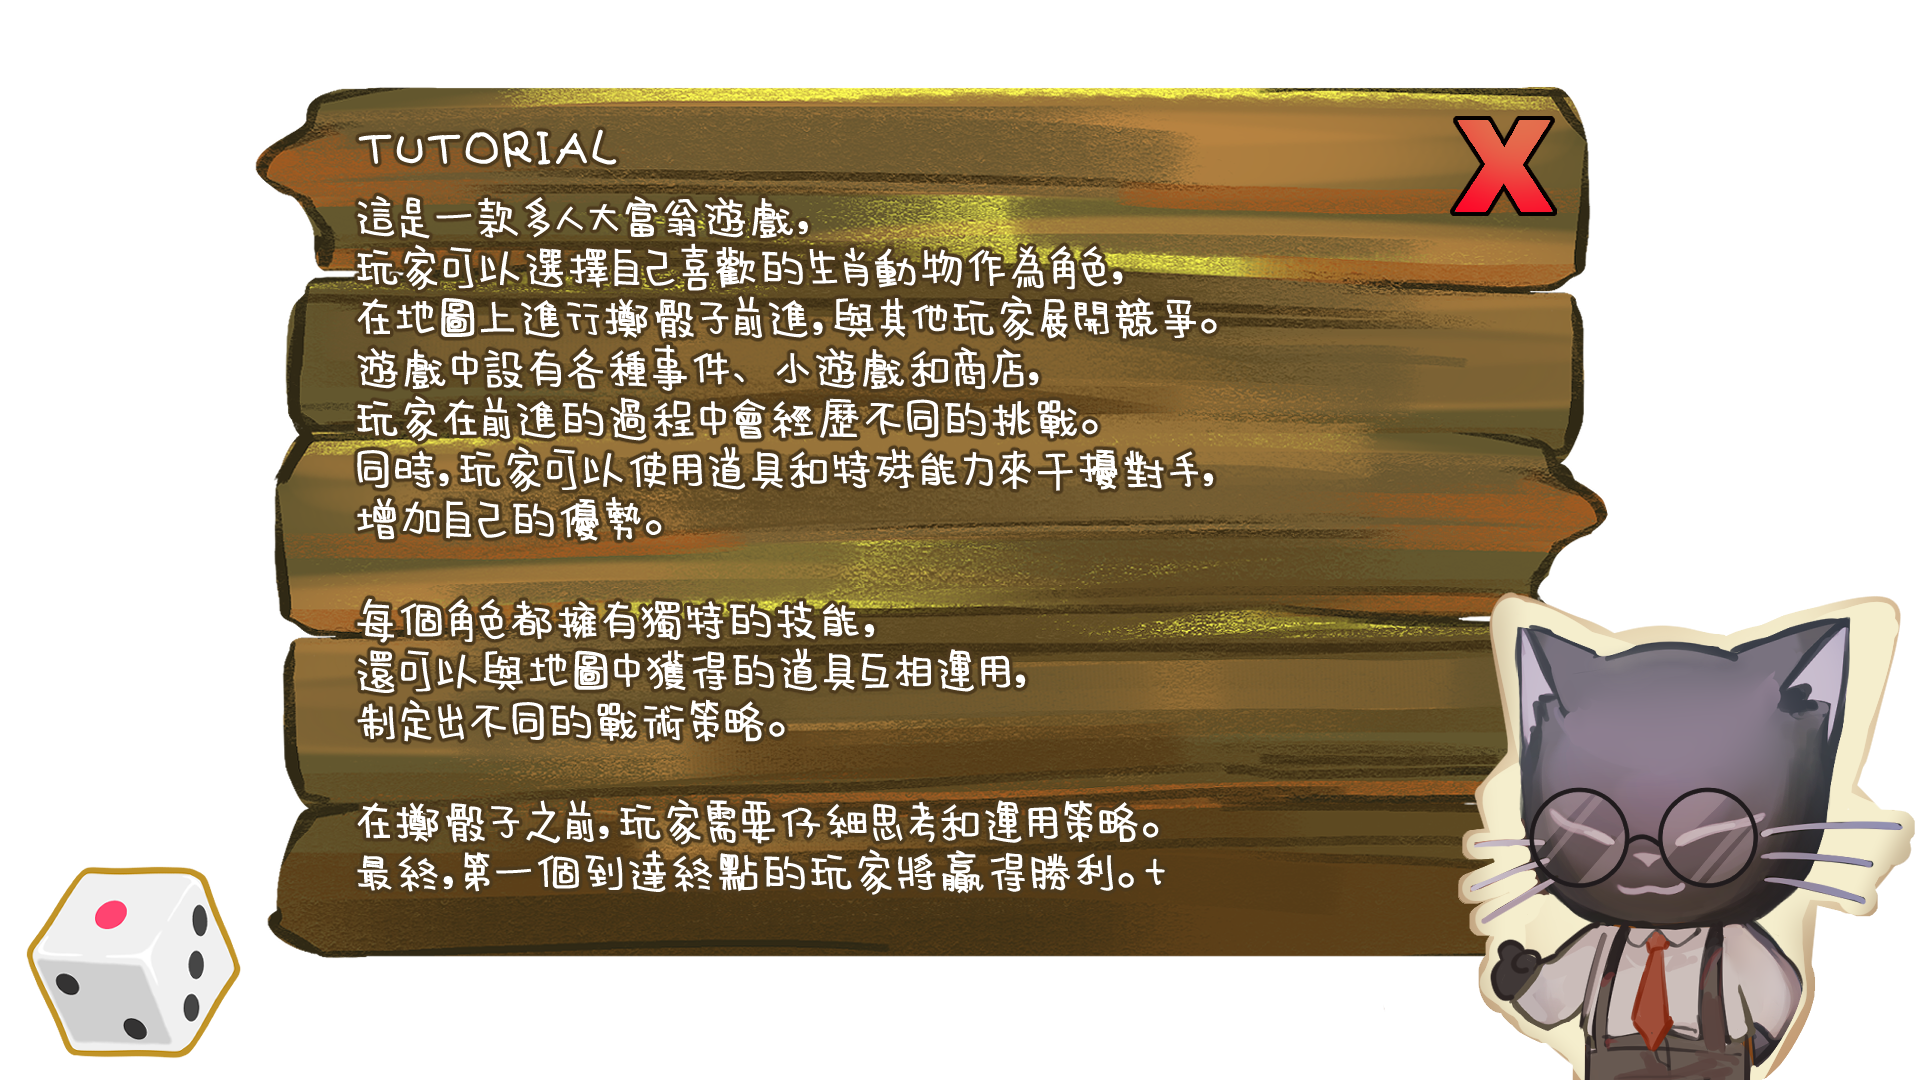 TUTORIAL
X
這是一款多人大富翁遊戲,
玩家可以選擇自己喜歡的生肖動物作為角色,
在地圖上進行擲骰子前進,與其他玩家展開競爭。
遊戲中設有各種事件、小遊戲和商店,
玩家在前進的過程中會經歷不同的挑戰。
同時,玩家可以使用道具和特殊能力來干擾對手,
增加自己的優勢。
每個角色都擁有獨特的技能,
還可以與地圖中獲得的道具互相運用,
制定出不同的戰術策略。
在擲骰子之前,玩家需要仔細思考和運用策略。
最終,第一個到達終點的玩家將贏得勝利。+